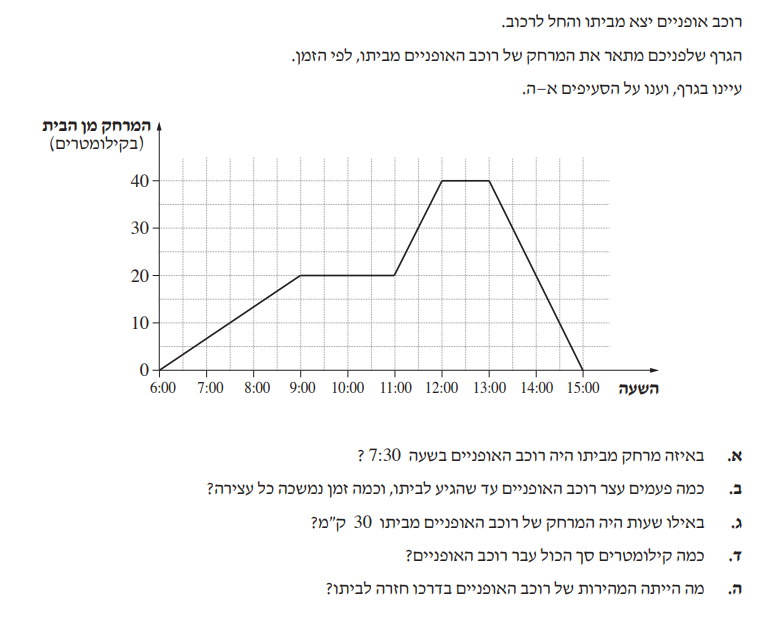 רוכב אופניים יצא מביתו והחל לרכוב.
הגרף שלפניכם מתאר את המרחק של רוכב האופניים מביתו, לפי הזמן.
עיינו בגרף, וענו על הסעיפים א–ה.
המרחק מן הבית
(בקילומטרים)
40
30
20
10
0
6:00 7:00 8:00 9:00 10:00 11:00 12:00 13:00 14:00 15:00 השעה
א. באיזה מרחק מביתו היה רוכב האופניים בשעה 7:30 ?
ב. כמה פעמים עצר רוכב האופניים עד שהגיע לביתו, וכמה זמן נמשכה כל עצירה?
ג. באילו שעות היה המרחק של רוכב האופניים מביתו 30 ק"מ?
ד. כמה קילומטרים סך הכול עבר רוכב האופניים?
ה. מה הייתה המהירות של רוכב האופניים בדרכו חזרה לביתו?